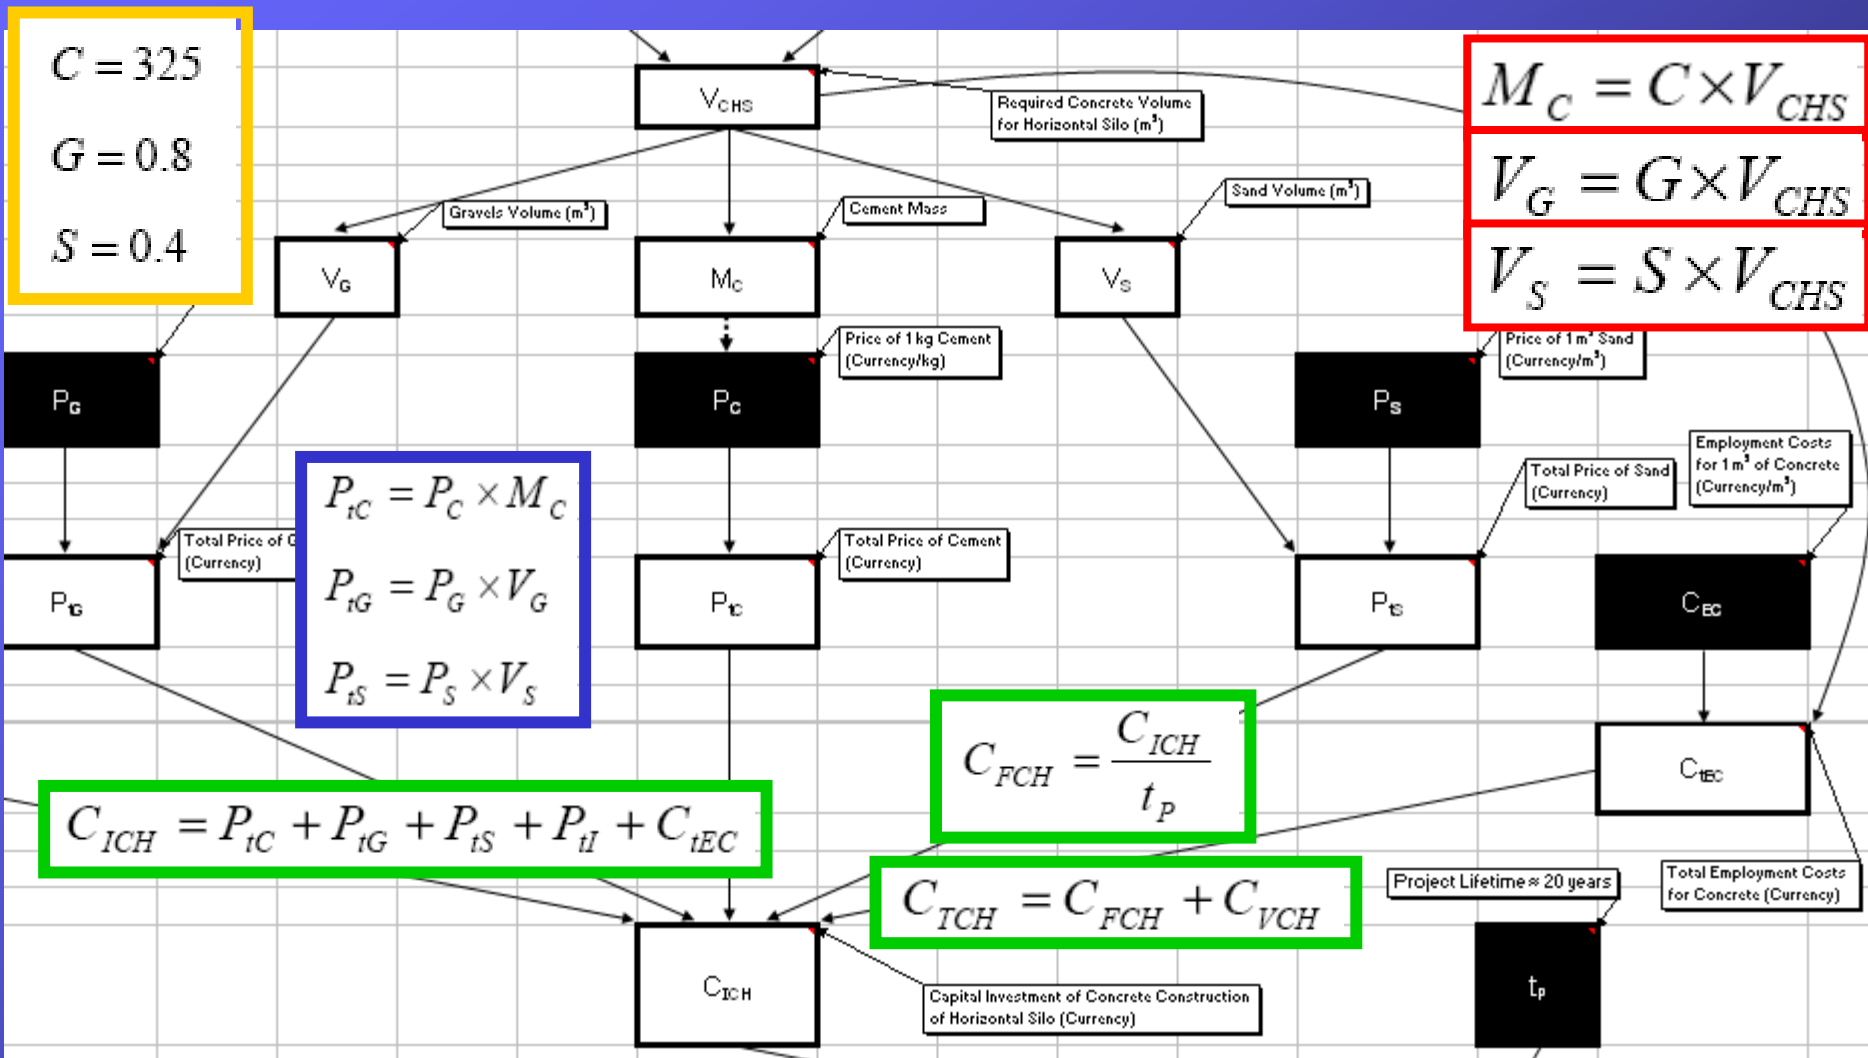 C = 325
G = 0.8
S = 0.4
V_CHS
Required Concrete Volume
for Horizontal Silo (m³)
M_C = C × V_CHS
V_G = G × V_CHS
V_S = S × V_CHS
Gravels Volume (m³)
Cement Mass
Sand Volume (m³)
V_G
M_C
V_S
Price of 1 kg Cement
(Currency/kg)
Price of 1 m³ Sand
(Currency/m³)
P_G
P_C
P_S
P_tC = P_C × M_C
P_tG = P_G × V_G
P_tS = P_S × V_S
Employment Costs
for 1 m³ of Concrete
(Currency/m³)
Total Price of Sand
(Currency)
Total Price of
(Currency)
Total Price of Cement
(Currency)
P_tG
P_tC
P_tS
C_EC
C_FCH = C_ICH / t_P
C_tEC
C_ICH = P_tC + P_tG + P_tS + P_tI + C_tEC
C_TCH = C_FCH + C_VCH
Project Lifetime ≈ 20 years
Total Employment Costs
for Concrete (Currency)
C_ICH
Capital Investment of Concrete Construction
of Horizontal Silo (Currency)
t_P